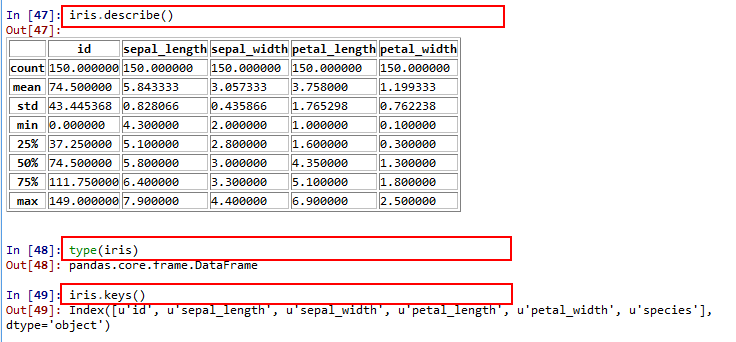 In [47]: iris.describe()
Out[47]:
id sepal_length sepal_width petal_length petal_width
count 150.000000 150.000000 150.000000 150.000000 150.000000
mean 74.500000 5.843333 3.057333 3.758000 1.199333
std 43.445368 0.828066 0.435866 1.765298 0.762238
min 0.000000 4.300000 2.000000 1.000000 0.100000
25% 37.250000 5.100000 2.800000 1.600000 0.300000
50% 74.500000 5.800000 3.000000 4.350000 1.300000
75% 111.750000 6.400000 3.300000 5.100000 1.800000
max 149.000000 7.900000 4.400000 6.900000 2.500000
In [48]: type(iris)
Out[48]: pandas.core.frame.DataFrame
In [49]: iris.keys()
Out[49]: Index([u'id', u'sepal_length', u'sepal_width', u'petal_length', u'petal_width', u'species'],
dtype='object')